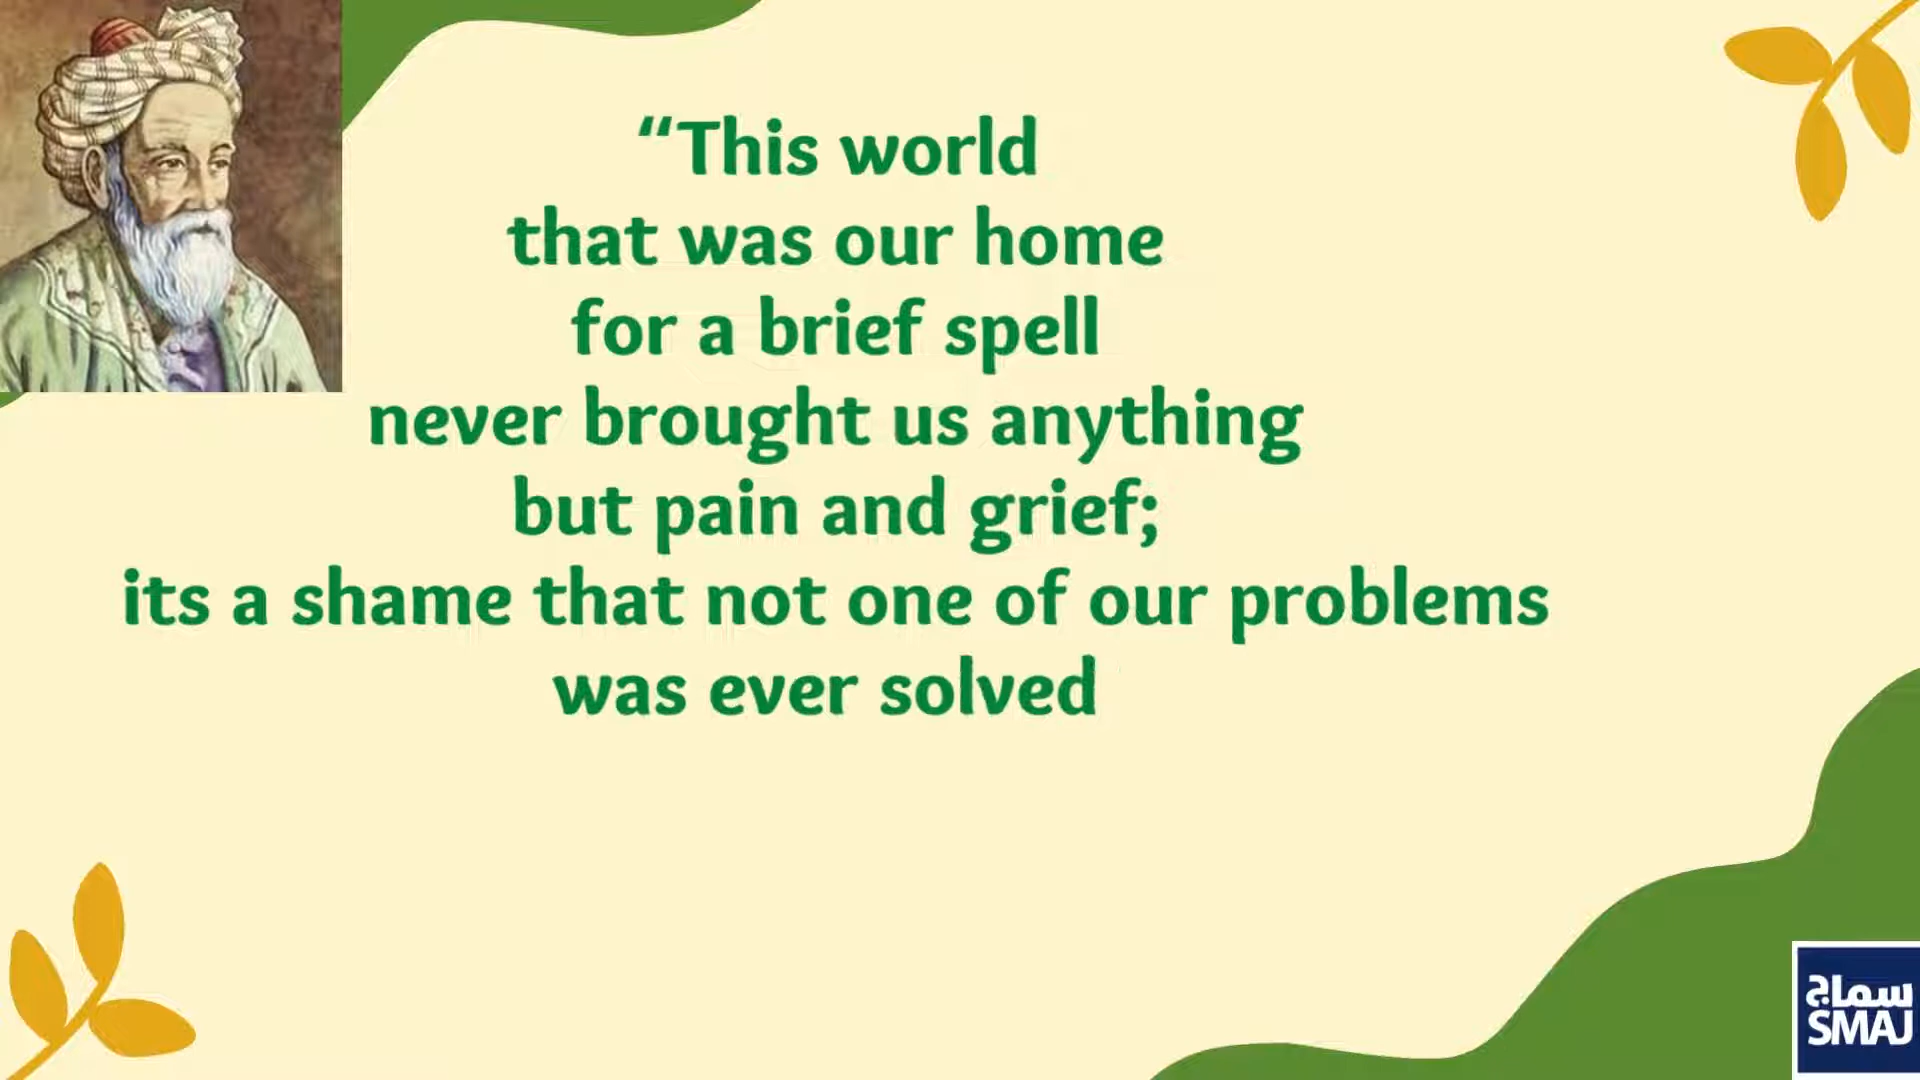 “This world
that was our home
for a brief spell
never brought us anything
but pain and grief;
its a shame that not one of our problems
was ever solved
سماج
SMAJ